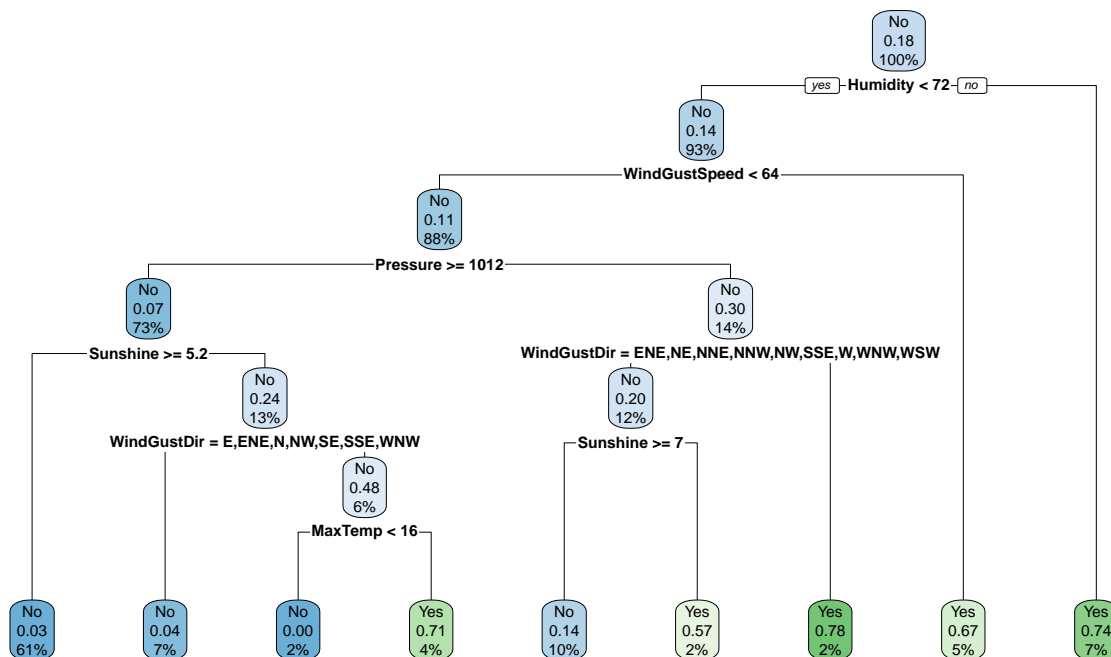 No
0.18
100%
yes Humidity < 72 no
No
0.14
93%
WindGustSpeed < 64
No
0.11
88%
Pressure >= 1012
No
0.07
73%
No
0.30
14%
Sunshine >= 5.2
WindGustDir = ENE,NE,NNE,NNW,NW,SSE,W,WNW,WSW
No
0.24
13%
No
0.20
12%
WindGustDir = E,ENE,N,NW,SE,SSE,WNW
Sunshine >= 7
No
0.48
6%
MaxTemp < 16
No
0.03
61%
No
0.04
7%
No
0.00
2%
Yes
0.71
4%
No
0.14
10%
Yes
0.57
2%
Yes
0.78
2%
Yes
0.67
5%
Yes
0.74
7%